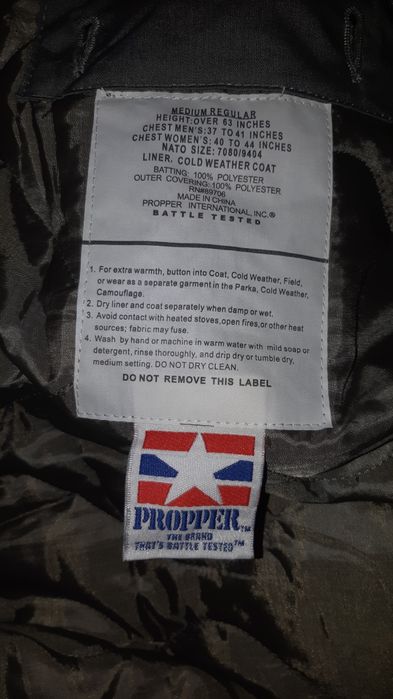 MEDIUM REGULAR
HEIGHT:OVER 63 INCHES
CHEST MEN'S:37 TO 41 INCHES
CHEST WOMEN'S: 40 TO 44 INCHES
NATO SIZE: 7080/9404
LINER, COLD WEATHER COAT
BATTING: 100% POLYESTER
OUTER COVERING: 100% POLYESTER
RN#89706
MADE IN CHINA
PROPPER INTERNATIONAL, INC.®
BATTLE TESTED
1. For extra warmth, button into Coat, Cold Weather, Field,
or wear as a separate garment in the Parka, Cold Weather,
Camouflage.
2. Dry liner and coat separately when damp or wet.
3. Avoid contact with heated stoves,open fires,or other heat
sources; fabric may fuse.
4. Wash by hand or machine in warm water with mild soap or
detergent, rinse thoroughly, and drip dry or tumble dry,
medium setting. DO NOT DRY CLEAN.
DO NOT REMOVE THIS LABEL
PROPPER™
THE BRAND
THAT'S BATTLE TESTED™